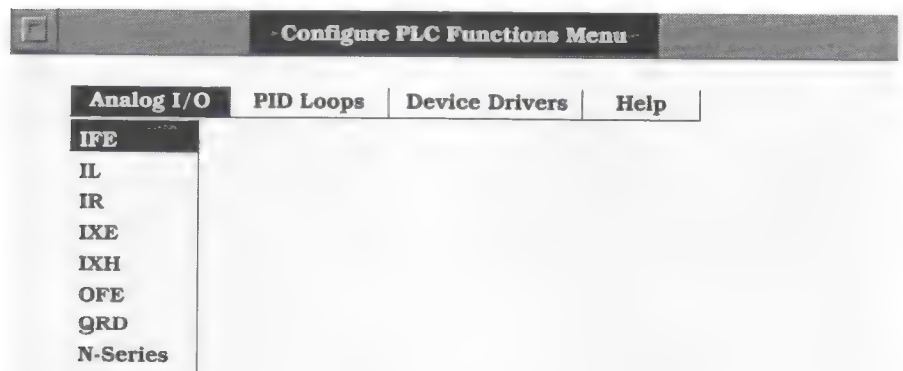 Configure PLC Functions Menu
Analog I/O PID Loops Device Drivers Help
IFE
IL
IR
IXE
IXH
OFE
QRD
N-Series